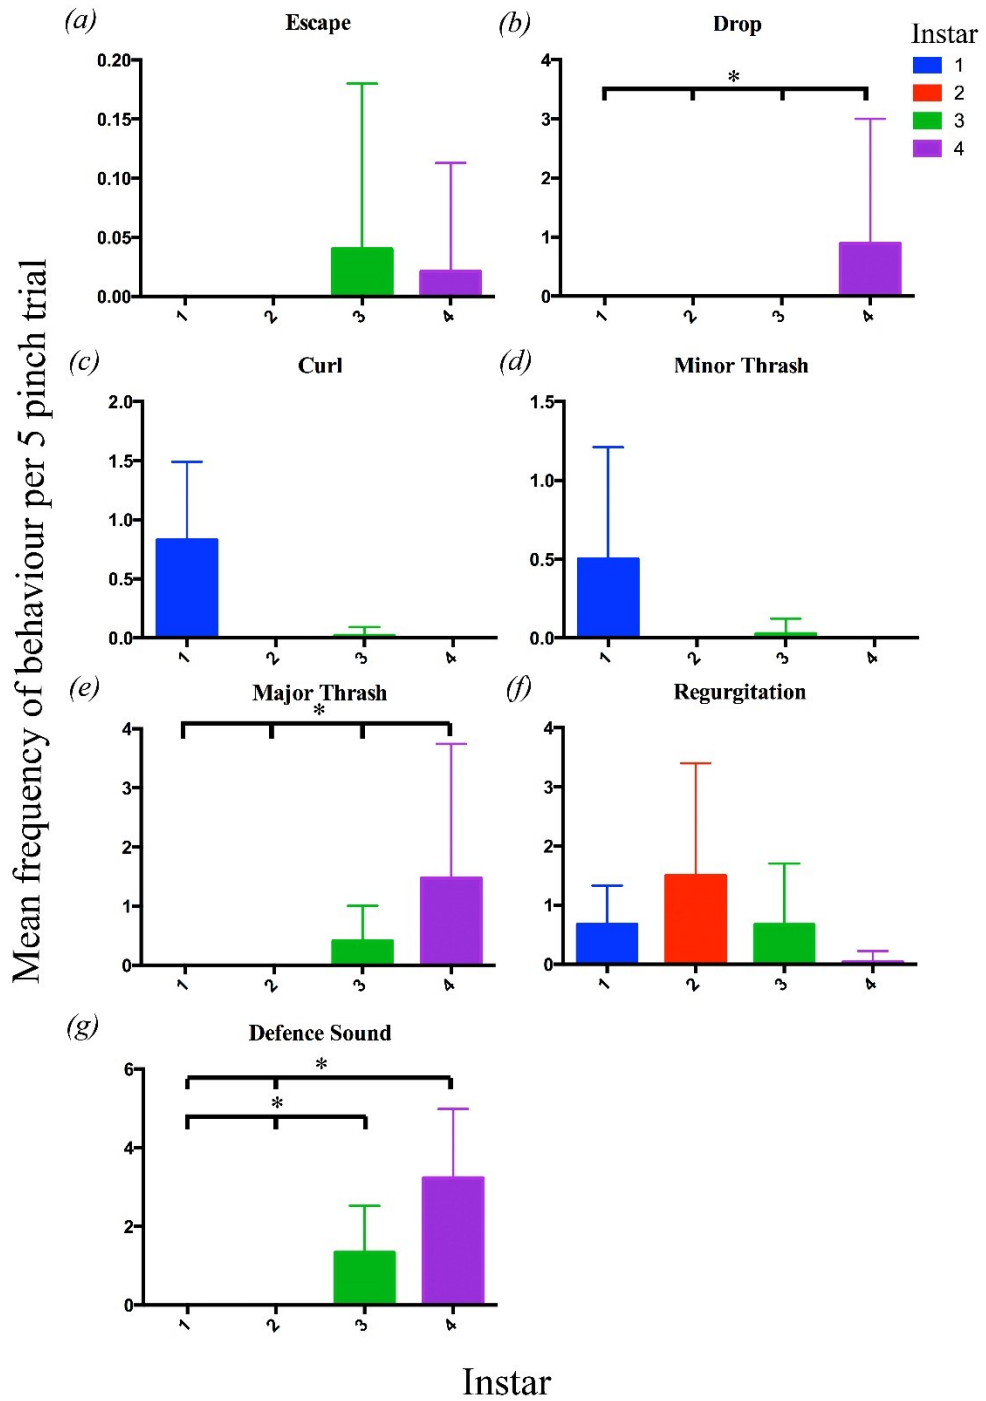 Mean frequency of behaviour per 5 pinch trial
(a)
Escape
0.20
0.15
0.10
0.05
0.00
1 2 3 4
(b)
Drop
4
3
2
1
0
*
1 2 3 4
Instar
1
2
3
4
(c)
Curl
2.0
1.5
1.0
0.5
0.0
1 2 3 4
(d)
Minor Thrash
1.5
1.0
0.5
0.0
1 2 3 4
(e)
Major Thrash
*
4
3
2
1
0
1 2 3 4
(f)
Regurgitation
4
3
2
1
0
1 2 3 4
(g)
Defence Sound
6
4
2
0
*
*
1 2 3 4
Instar